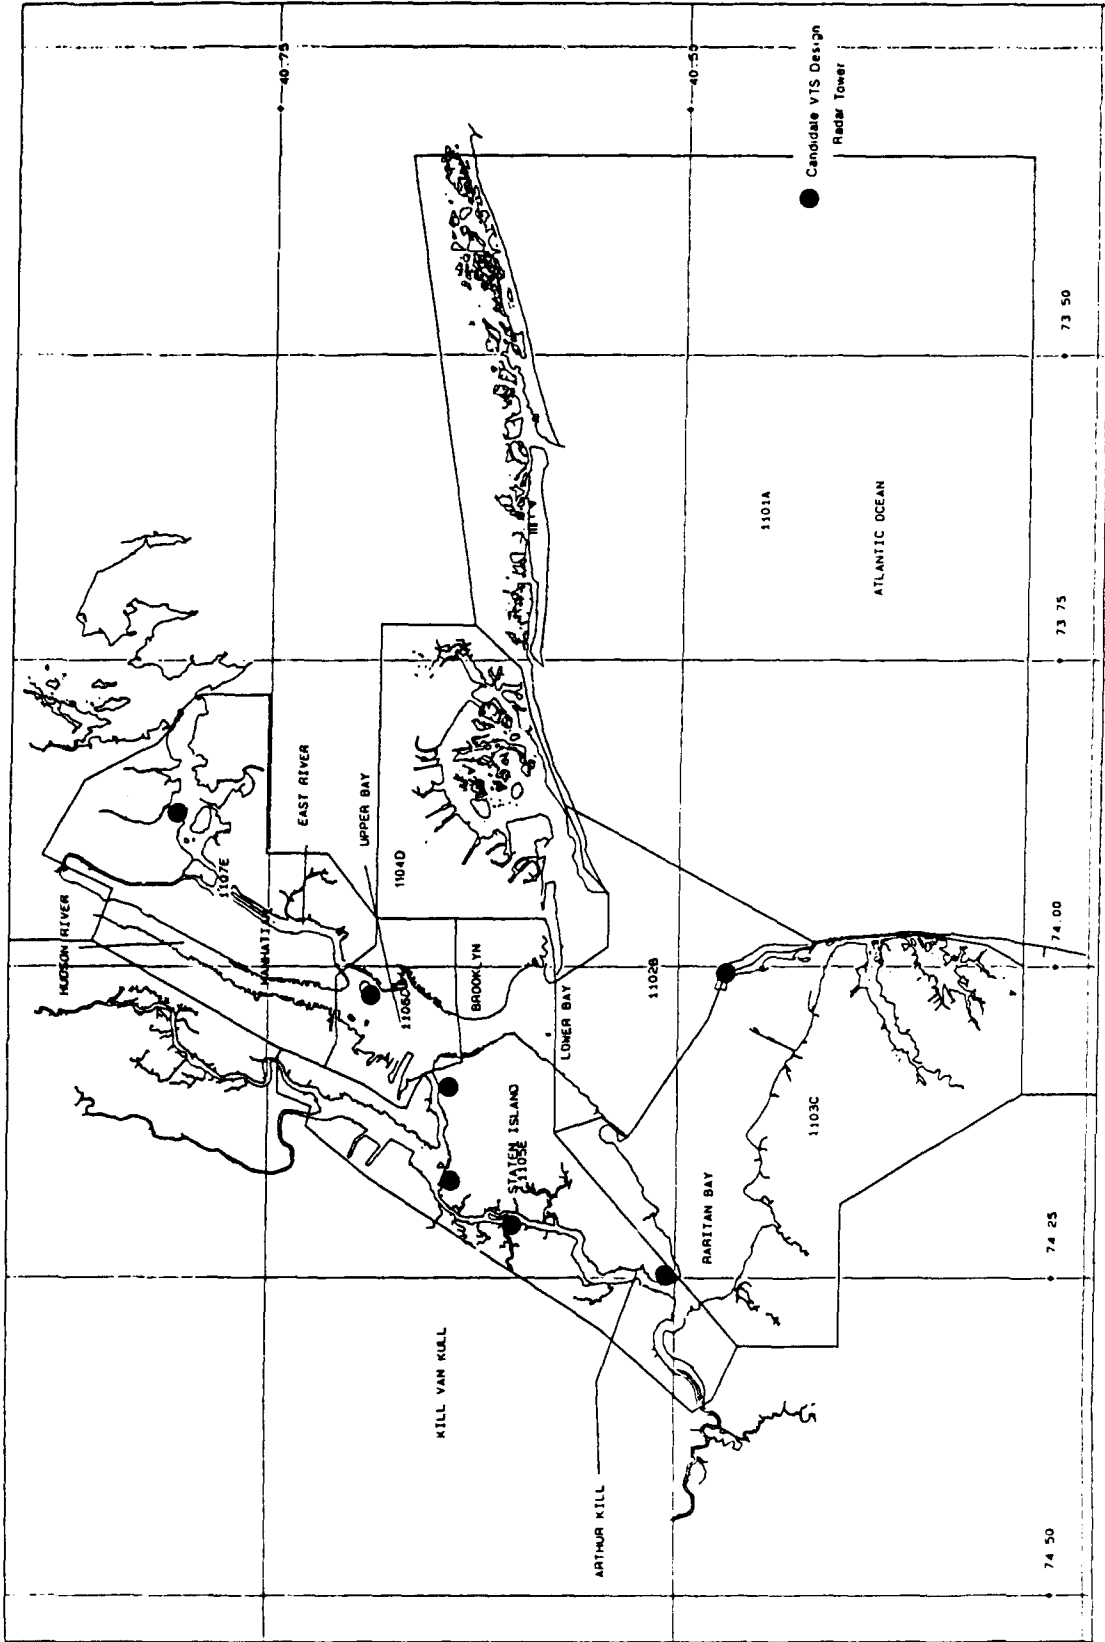 40.75
40.50
Candidate VTS Design
Radar Tower
73 50
1101A
ATLANTIC OCEAN
73 75
EAST RIVER
UPPER BAY
1104D
1107E
HUDSON RIVER
MANHATTAN
BROOKLYN
LOWER BAY
1102B
74.00
1106D
STATEN ISLAND
1105E
1103C
RARITAN BAY
74 25
KILL VAN KULL
ARTHUR KILL
74 50